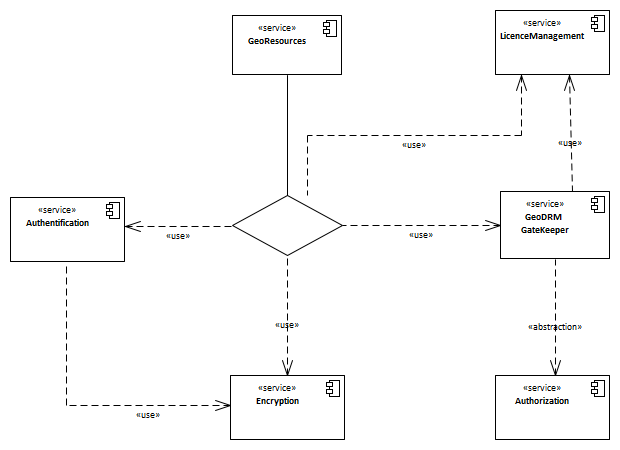 «service»
GeoResources
«service»
LicenceManagement
«use»
«use»
«service»
Authentification
«service»
GeoDRM
GateKeeper
«use»
«use»
«use»
«abstraction»
«service»
Encryption
«service»
Authorization
«use»